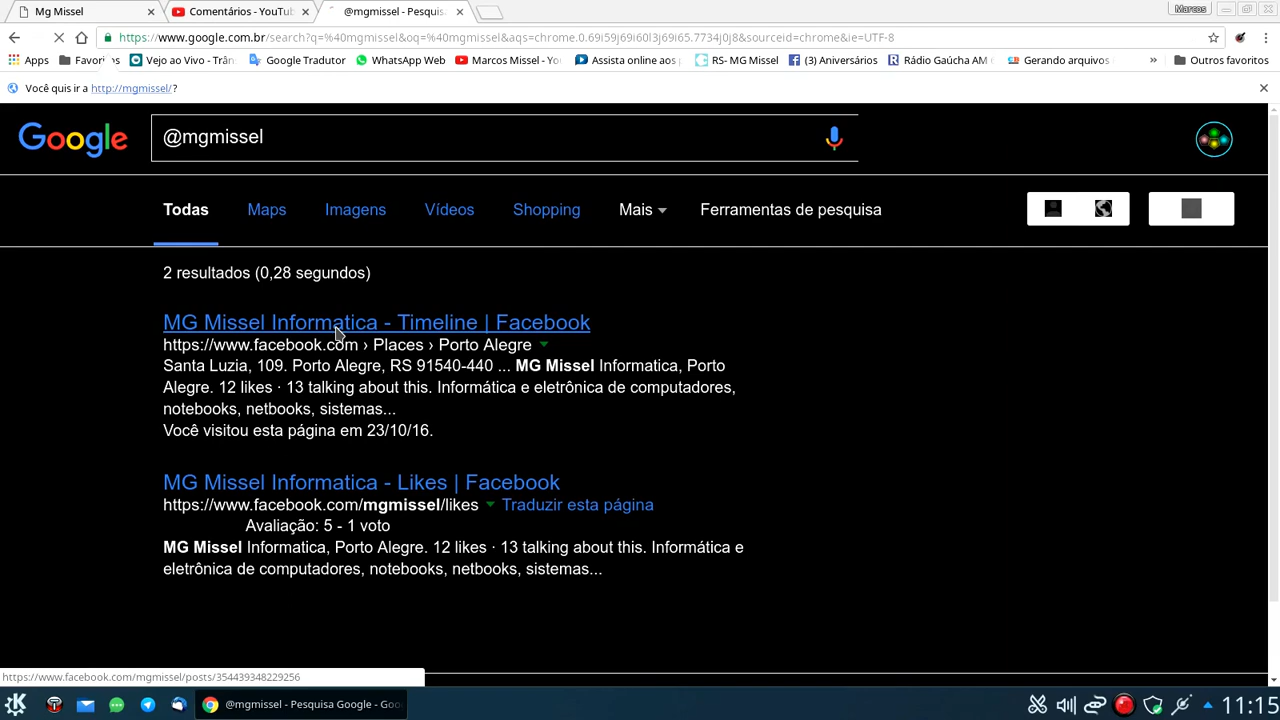 Mg Missel
Comentários - YouTub
@mgmissel - Pesquis
Marcos
https://www.google.com.br/search?q=%40mgmissel&oq=%40mgmissel&aqs=chrome.0.69i59j69i60l3j69i65.7734j0j8&sourceid=chrome&ie=UTF-8
Apps Favori Vejo ao Vivo - Trân Google Tradutor WhatsApp Web Marcos Missel - Yo Assista online aos RS- MG Missel (3) Aniversários Rádio Gaúcha AM Gerando arquivos » Outros favoritos
Você quis ir a http://mgmissel/?
Google @mgmissel
Todas Maps Imagens Vídeos Shopping Mais Ferramentas de pesquisa
2 resultados (0,28 segundos)
MG Missel Informatica - Timeline | Facebook
https://www.facebook.com › Places › Porto Alegre
Santa Luzia, 109. Porto Alegre, RS 91540-440 ... MG Missel Informatica, Porto
Alegre. 12 likes · 13 talking about this. Informática e eletrônica de computadores,
notebooks, netbooks, sistemas...
Você visitou esta página em 23/10/16.
MG Missel Informatica - Likes | Facebook
https://www.facebook.com/mgmissel/likes Traduzir esta página
Avaliação: 5 - 1 voto
MG Missel Informatica, Porto Alegre. 12 likes · 13 talking about this. Informática e
eletrônica de computadores, notebooks, netbooks, sistemas...
https://www.facebook.com/mgmissel/posts/354439348229256
@mgmissel - Pesquisa Google - Goo
11:15